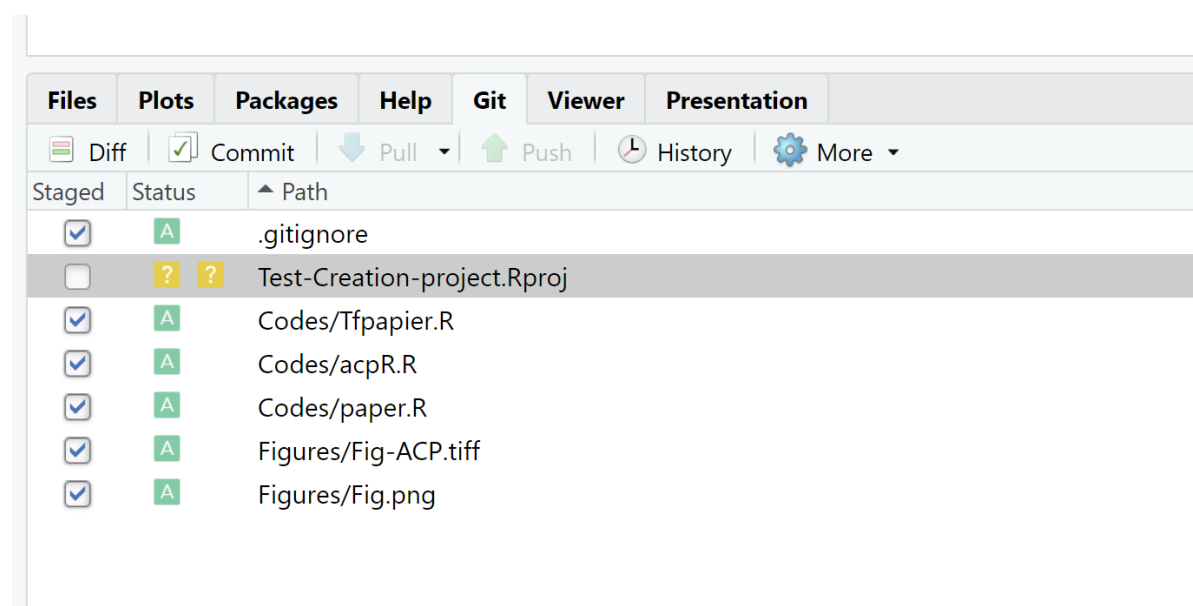 Files Plots Packages Help Git Viewer Presentation
Diff Commit Pull Push History More
Staged Status Path
A .gitignore
? ? Test-Creation-project.Rproj
A Codes/Tfpapier.R
A Codes/acpR.R
A Codes/paper.R
A Figures/Fig-ACP.tiff
A Figures/Fig.png